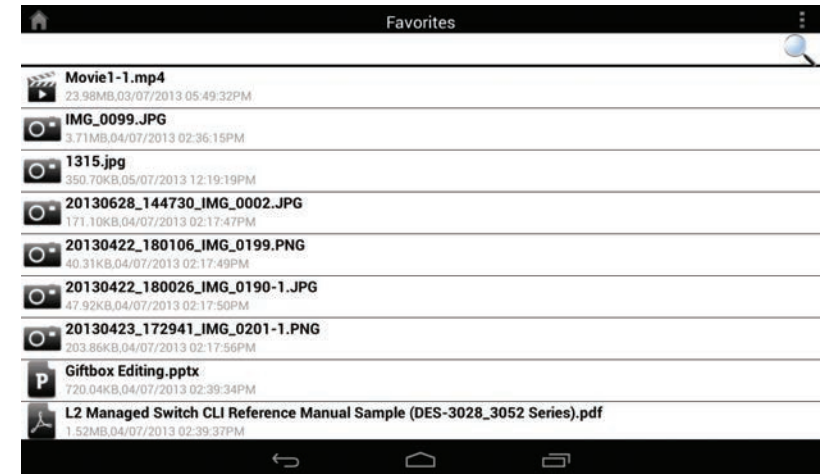 Favorites
Movie1-1.mp4
23.98MB,03/07/2013 05:49:32PM
IMG_0099.JPG
3.71MB,04/07/2013 02:36:15PM
1315.jpg
350.70KB,05/07/2013 12:19:19PM
20130628_144730_IMG_0002.JPG
171.10KB,04/07/2013 02:17:47PM
20130422_180106_IMG_0199.PNG
40.31KB,04/07/2013 02:17:49PM
20130422_180026_IMG_0190-1.JPG
47.92KB,04/07/2013 02:17:50PM
20130423_172941_IMG_0201-1.PNG
203.86KB,04/07/2013 02:17:56PM
P
Giftbox Editing.pptx
720.04KB,04/07/2013 02:39:34PM
L2 Managed Switch CLI Reference Manual Sample (DES-3028_3052 Series).pdf
1.52MB,04/07/2013 02:39:37PM